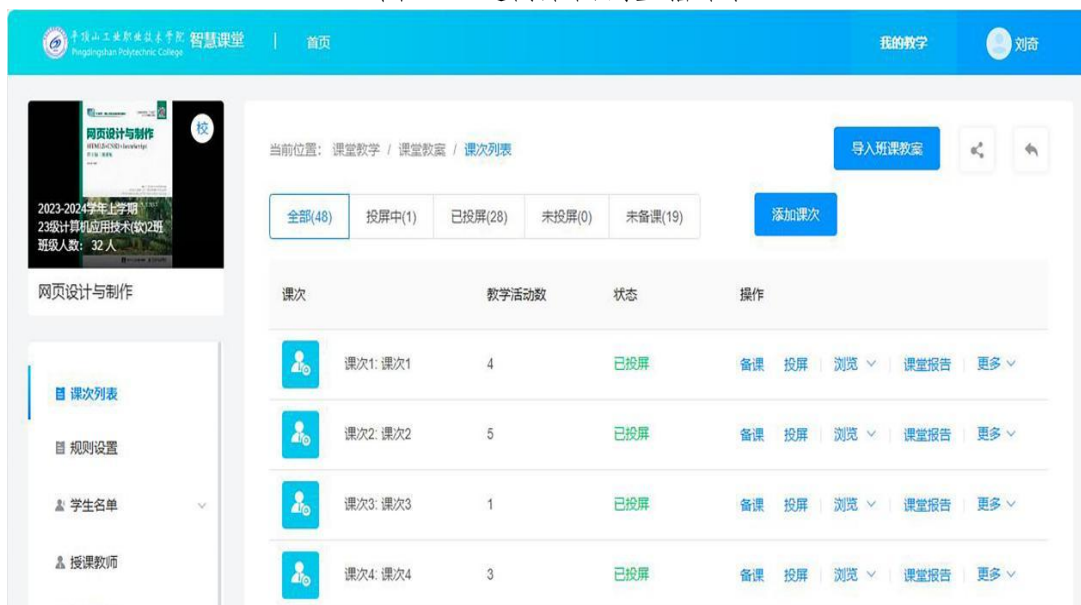 平顶山工业职业技术学院 智慧课堂 | 首页 我的教学 刘奇
Pingdingshan Polytechnic College
网页设计与制作
校
2023-2024学年上学期
23级计算机应用技术(软)2班
班级人数: 32 人
网页设计与制作
课次列表
规则设置
学生名单
授课教师
当前位置: 课堂教学 / 课堂教案 / 课次列表 导入班课教案
全部(48) 投屏中(1) 已投屏(28) 未投屏(0) 未备课(19) 添加课次
课次 教学活动数 状态 操作
课次1: 课次1 4 已投屏 备课 投屏 浏览 课堂报告 更多
课次2: 课次2 5 已投屏 备课 投屏 浏览 课堂报告 更多
课次3: 课次3 1 已投屏 备课 投屏 浏览 课堂报告 更多
课次4: 课次4 3 已投屏 备课 投屏 浏览 课堂报告 更多